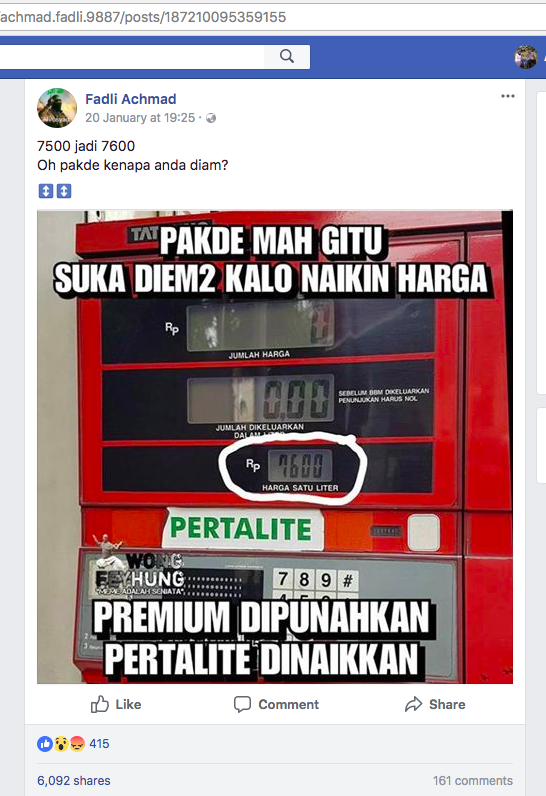 achmad.fadli.9887/posts/187210095359155
Fadli Achmad
20 January at 19:25 ·
7500 jadi 7600
Oh pakde kenapa anda diam?
TAT
PAKDE MAH GITU
SUKA DIEM2 KALO NAIKIN HARGA
Rp
JUMLAH HARGA
0,00
SEBELUM BBM DIKELUARKAN
PENUNJUKAN HARUS NOL
JUMLAH DIKELUARKAN
DALAM LITER
Rp 7600
HARGA SATU LITER
PERTALITE
WONG
FEYHUNG
"MEME ADALAH SENJATA"
7 8 9 #
PREMIUM DIPUNAHKAN
PERTALITE DINAIKKAN
Like
Comment
Share
415
6,092 shares
161 comments